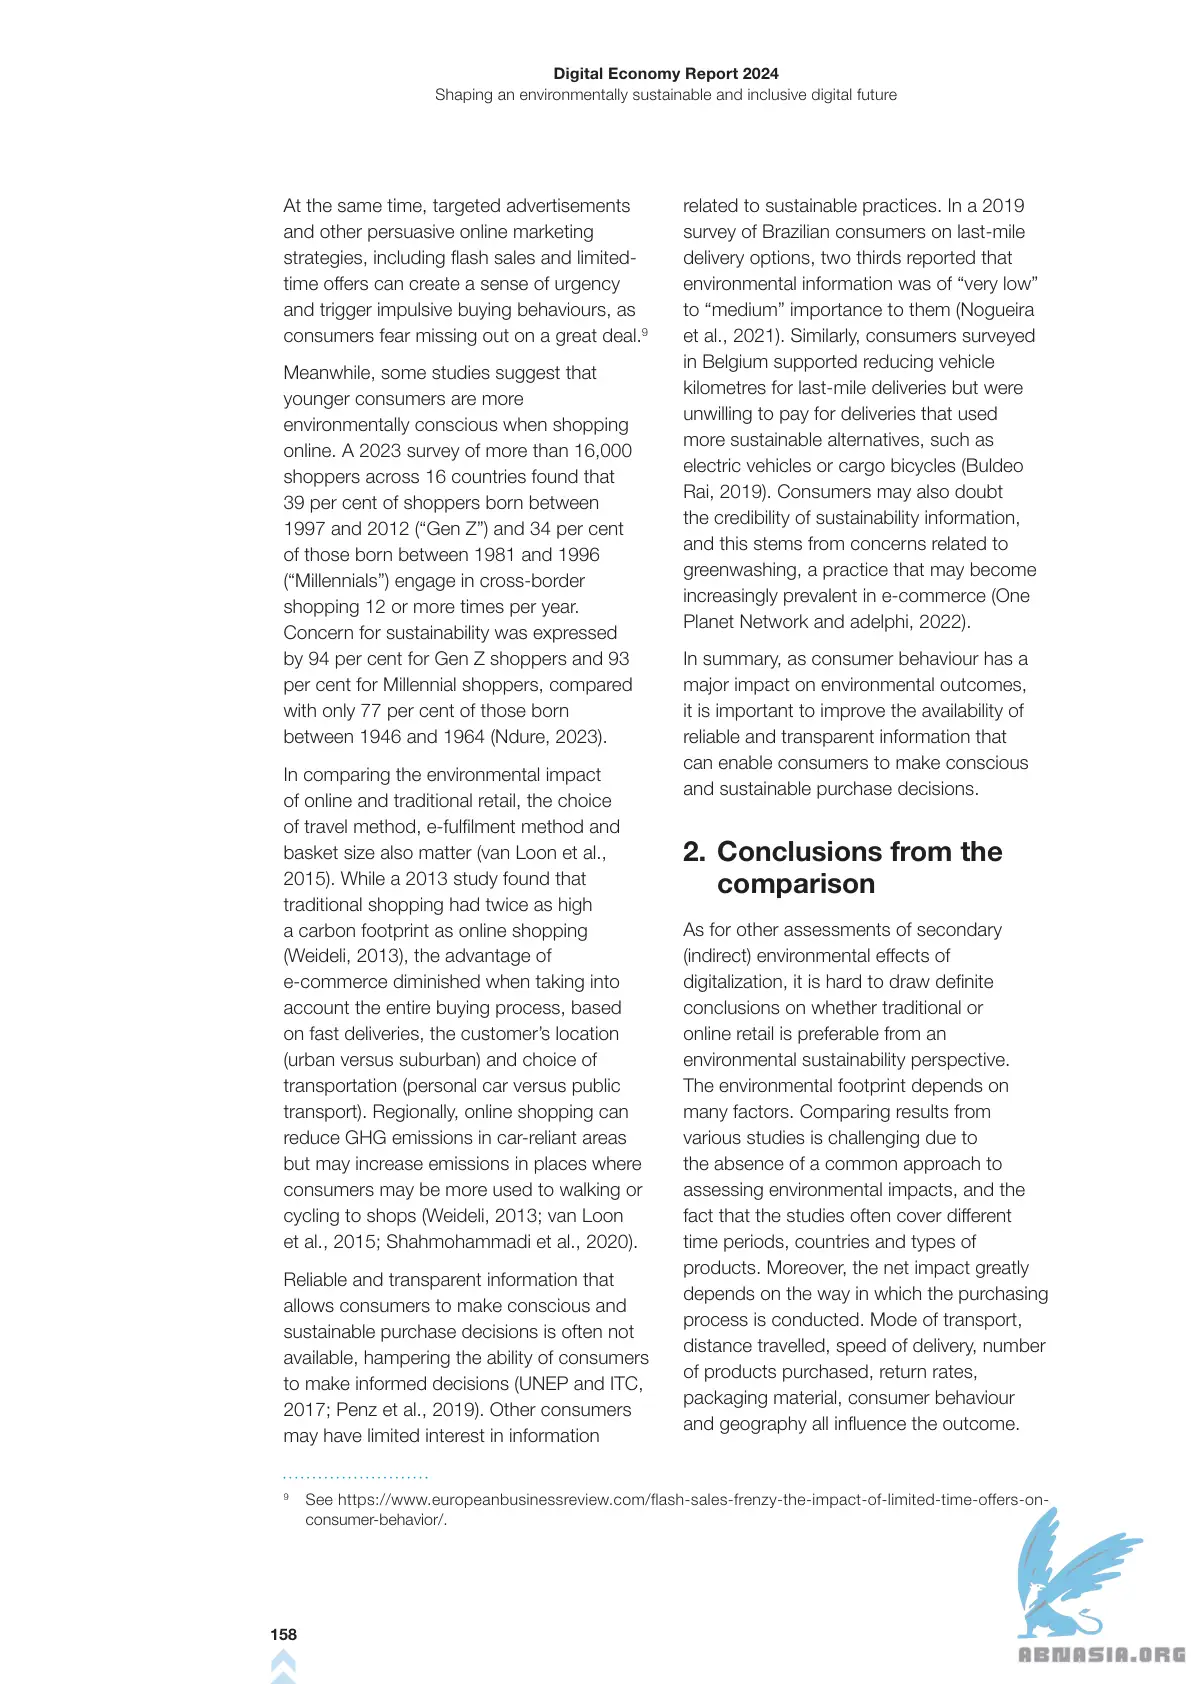 Digital Economy Report 2024
Shaping an environmentally sustainable and inclusive digital future
At the same time, targeted advertisements
and other persuasive online marketing
strategies, including flash sales and limited-
time offers can create a sense of urgency
and trigger impulsive buying behaviours, as
consumers fear missing out on a great deal.⁹
Meanwhile, some studies suggest that
younger consumers are more
environmentally conscious when shopping
online. A 2023 survey of more than 16,000
shoppers across 16 countries found that
39 per cent of shoppers born between
1997 and 2012 (“Gen Z”) and 34 per cent
of those born between 1981 and 1996
(“Millennials”) engage in cross-border
shopping 12 or more times per year.
Concern for sustainability was expressed
by 94 per cent for Gen Z shoppers and 93
per cent for Millennial shoppers, compared
with only 77 per cent of those born
between 1946 and 1964 (Ndure, 2023).
In comparing the environmental impact
of online and traditional retail, the choice
of travel method, e-fulfilment method and
basket size also matter (van Loon et al.,
2015). While a 2013 study found that
traditional shopping had twice as high
a carbon footprint as online shopping
(Weideli, 2013), the advantage of
e-commerce diminished when taking into
account the entire buying process, based
on fast deliveries, the customer’s location
(urban versus suburban) and choice of
transportation (personal car versus public
transport). Regionally, online shopping can
reduce GHG emissions in car-reliant areas
but may increase emissions in places where
consumers may be more used to walking or
cycling to shops (Weideli, 2013; van Loon
et al., 2015; Shahmohammadi et al., 2020).
Reliable and transparent information that
allows consumers to make conscious and
sustainable purchase decisions is often not
available, hampering the ability of consumers
to make informed decisions (UNEP and ITC,
2017; Penz et al., 2019). Other consumers
may have limited interest in information
related to sustainable practices. In a 2019
survey of Brazilian consumers on last-mile
delivery options, two thirds reported that
environmental information was of “very low”
to “medium” importance to them (Nogueira
et al., 2021). Similarly, consumers surveyed
in Belgium supported reducing vehicle
kilometres for last-mile deliveries but were
unwilling to pay for deliveries that used
more sustainable alternatives, such as
electric vehicles or cargo bicycles (Buldeo
Rai, 2019). Consumers may also doubt
the credibility of sustainability information,
and this stems from concerns related to
greenwashing, a practice that may become
increasingly prevalent in e-commerce (One
Planet Network and adelphi, 2022).
In summary, as consumer behaviour has a
major impact on environmental outcomes,
it is important to improve the availability of
reliable and transparent information that
can enable consumers to make conscious
and sustainable purchase decisions.
2. Conclusions from the
comparison
As for other assessments of secondary
(indirect) environmental effects of
digitalization, it is hard to draw definite
conclusions on whether traditional or
online retail is preferable from an
environmental sustainability perspective.
The environmental footprint depends on
many factors. Comparing results from
various studies is challenging due to
the absence of a common approach to
assessing environmental impacts, and the
fact that the studies often cover different
time periods, countries and types of
products. Moreover, the net impact greatly
depends on the way in which the purchasing
process is conducted. Mode of transport,
distance travelled, speed of delivery, number
of products purchased, return rates,
packaging material, consumer behaviour
and geography all influence the outcome.
⁹ See https://www.europeanbusinessreview.com/flash-sales-frenzy-the-impact-of-limited-time-offers-on-
consumer-behavior/.
158
ABNASIA.ORG